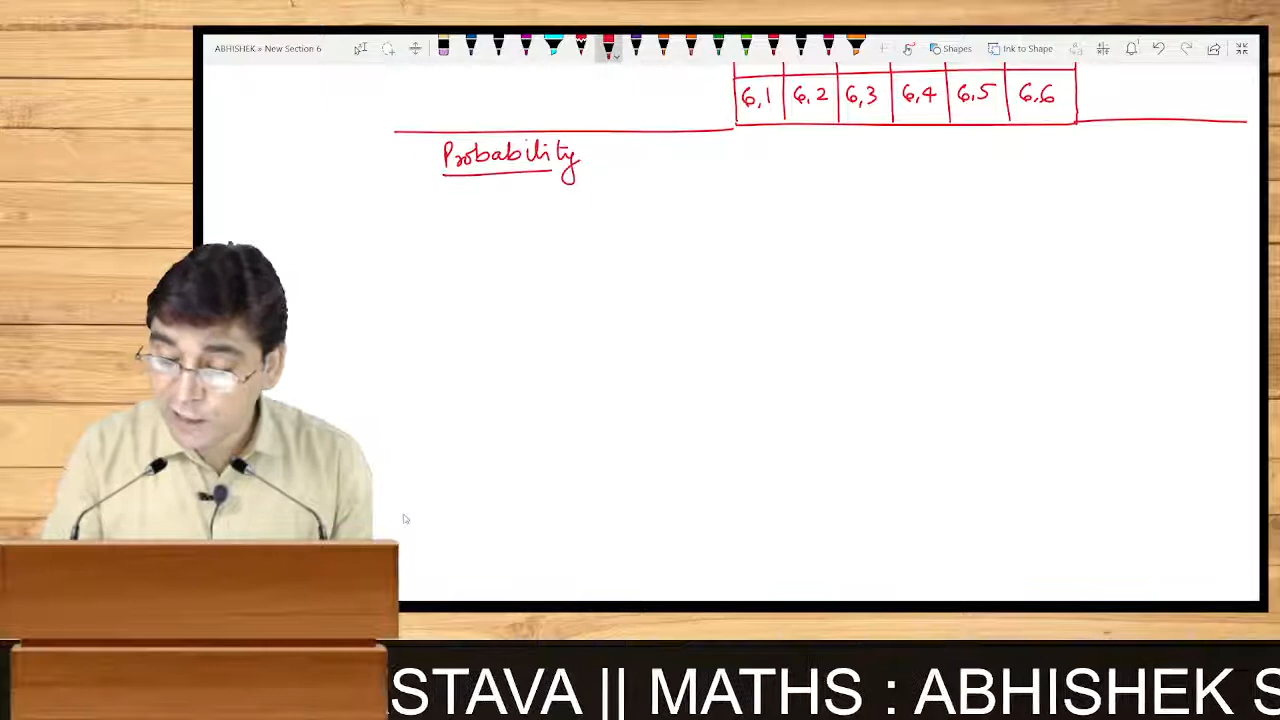 ABHISHEK » New Section 6
Shapes
Ink to Shape
6,1 6,2 6,3 6,4 6,5 6.6
Probability
STAVA || MATHS : ABHISHEK S